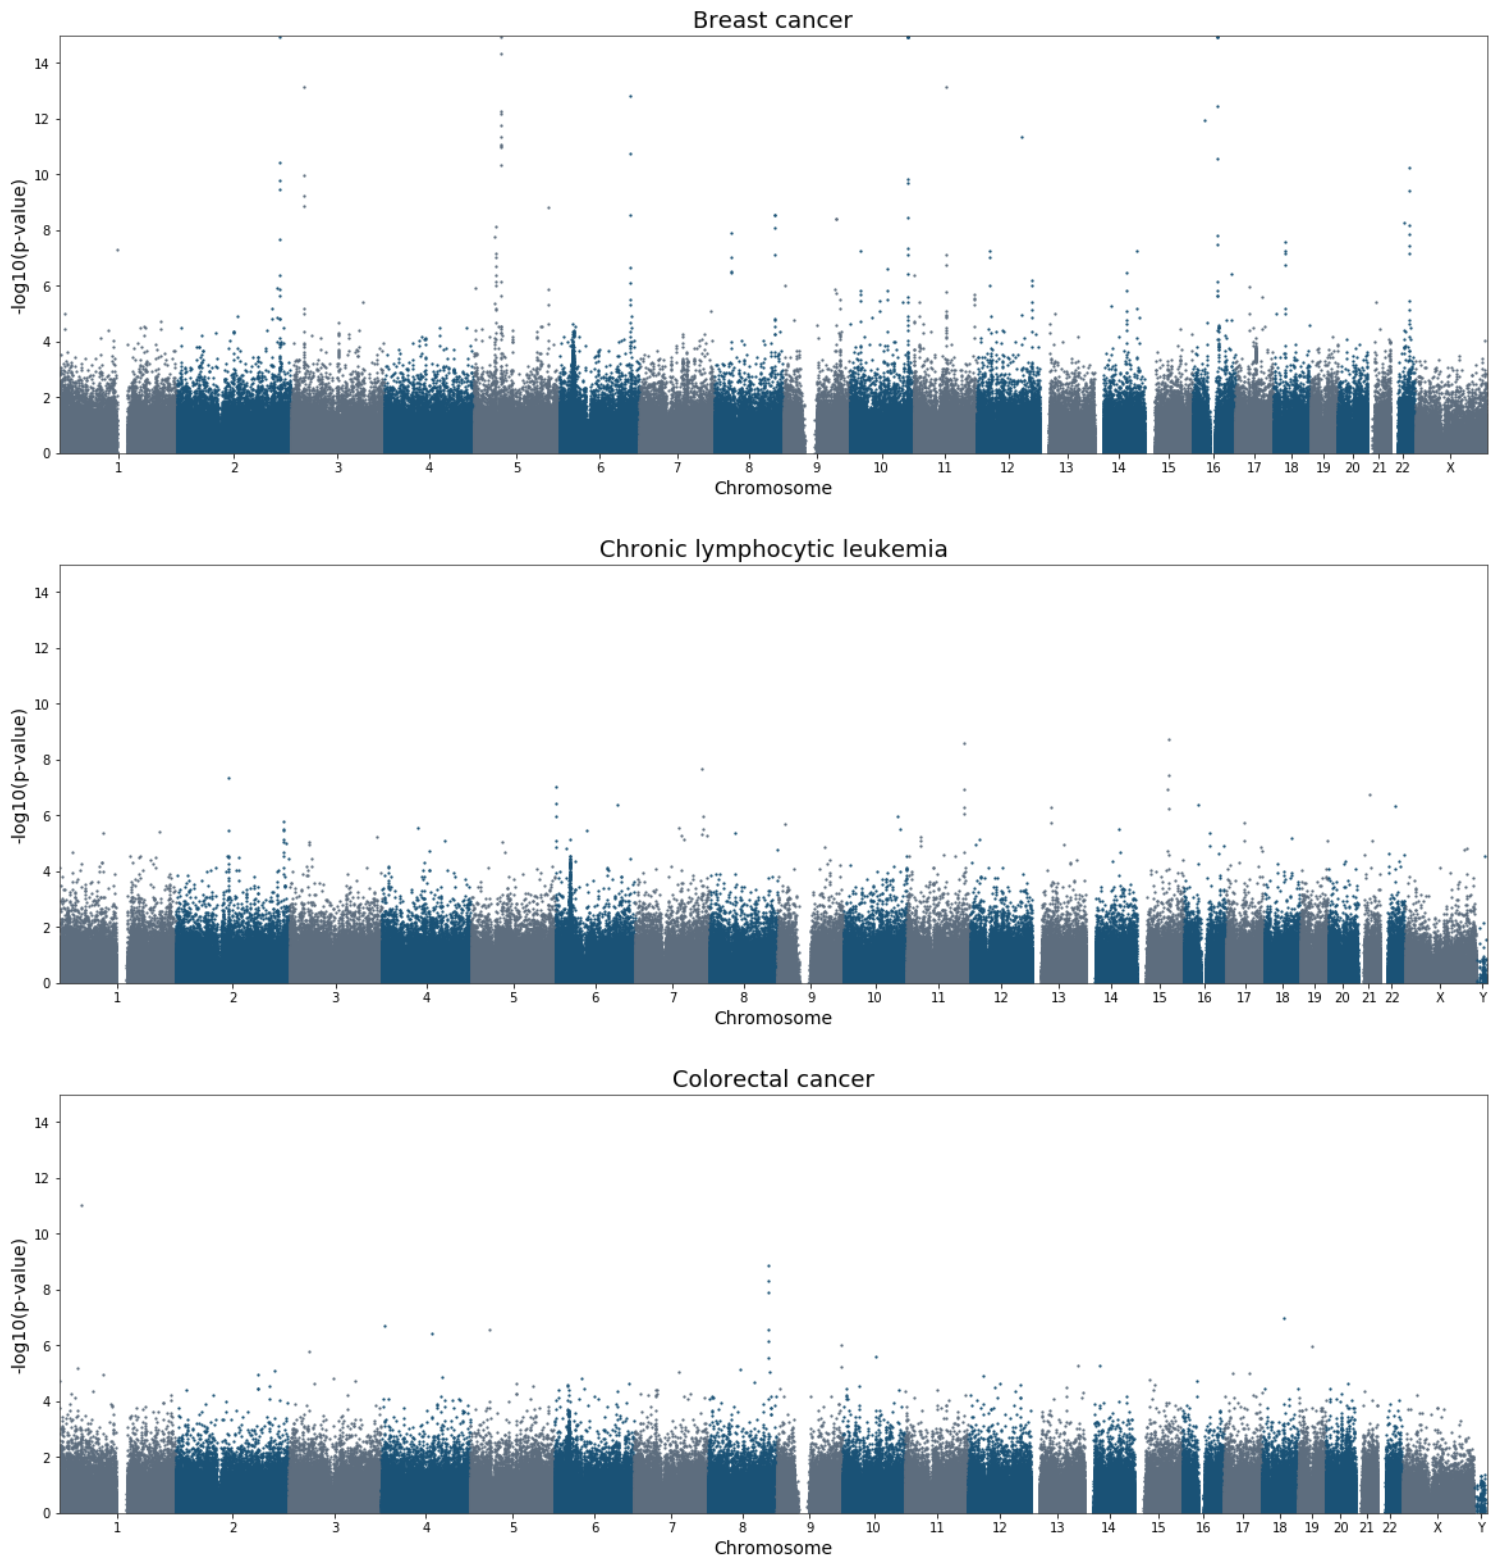 Breast cancer
14
12
10
8
6
4
2
0
-log10(p-value)
1 2 3 4 5 6 7 8 9 10 11 12 13 14 15 16 17 18 19 20 21 22 X
Chromosome
Chronic lymphocytic leukemia
14
12
10
8
6
4
2
0
-log10(p-value)
1 2 3 4 5 6 7 8 9 10 11 12 13 14 15 16 17 18 19 20 21 22 X Y
Chromosome
Colorectal cancer
14
12
10
8
6
4
2
0
-log10(p-value)
1 2 3 4 5 6 7 8 9 10 11 12 13 14 15 16 17 18 19 20 21 22 X Y
Chromosome